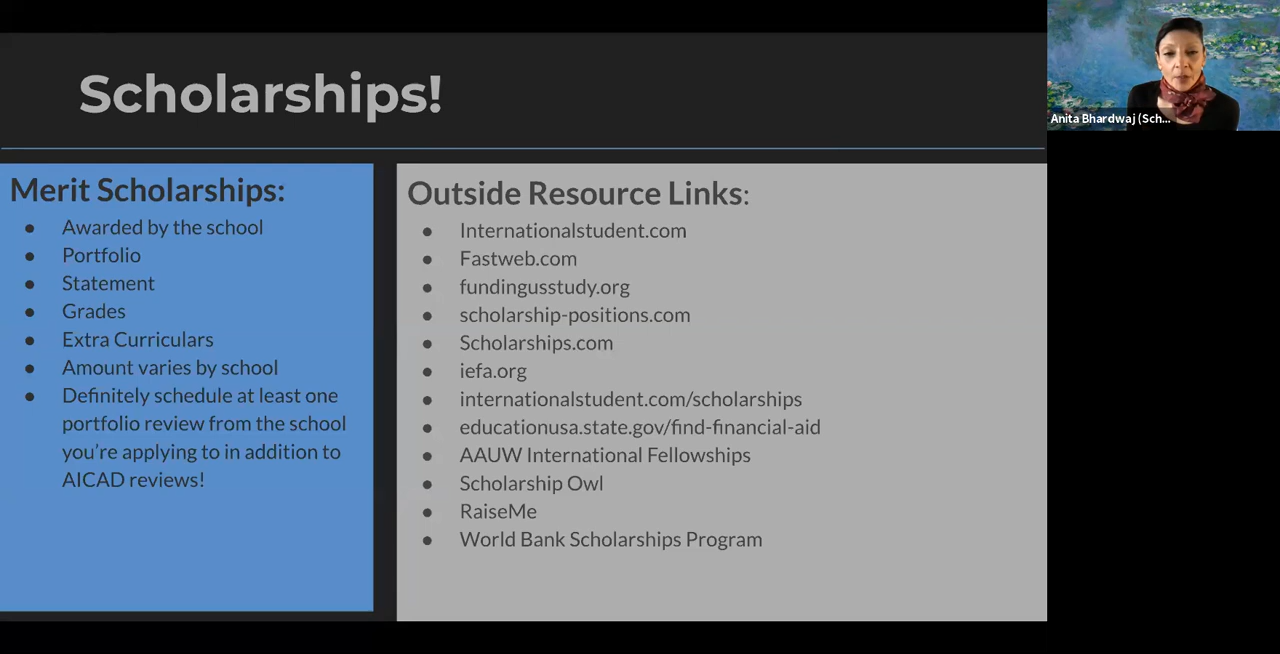 Scholarships!
Merit Scholarships:
● Awarded by the school
● Portfolio
● Statement
● Grades
● Extra Curriculars
● Amount varies by school
● Definitely schedule at least one
portfolio review from the school
you're applying to in addition to
AICAD reviews!
Outside Resource Links:
● Internationalstudent.com
● Fastweb.com
● fundingusstudy.org
● scholarship-positions.com
● Scholarships.com
● iefa.org
● internationalstudent.com/scholarships
● educationusa.state.gov/find-financial-aid
● AAUW International Fellowships
● Scholarship Owl
● RaiseMe
● World Bank Scholarships Program
Anita Bhardwaj (Sch...